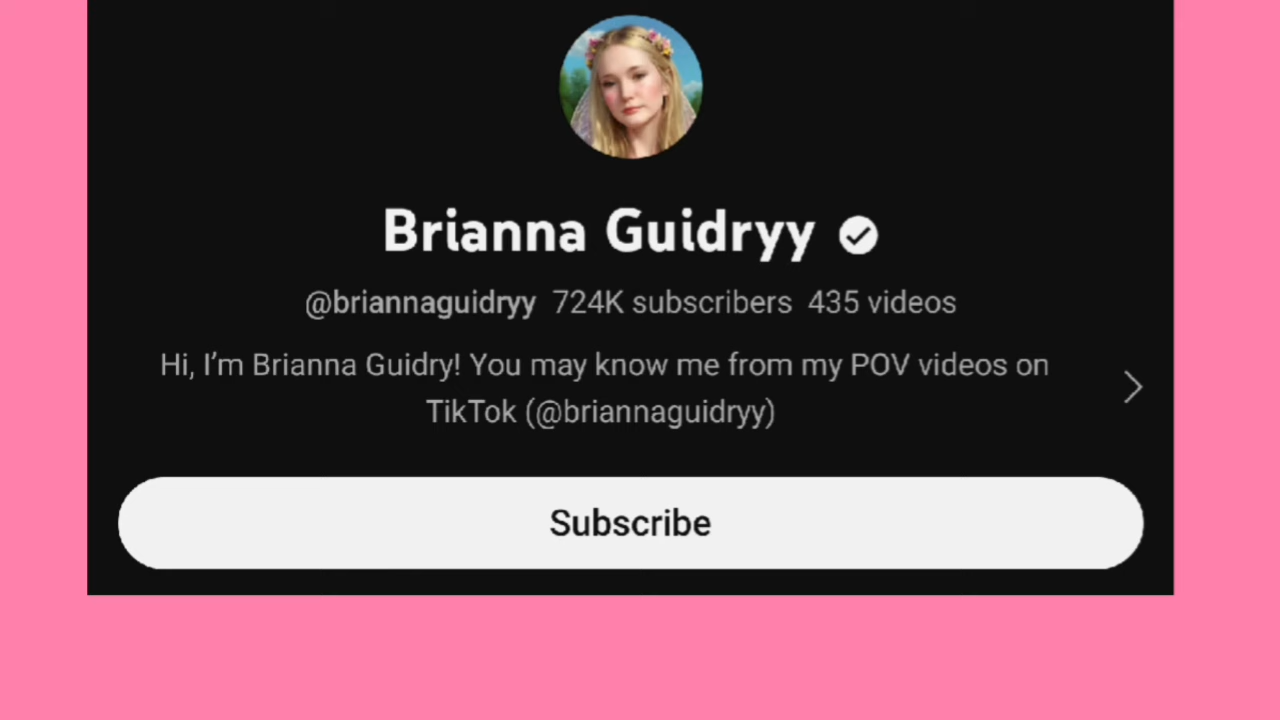 Brianna Guidryy
@briannaguidryy 724K subscribers 435 videos
Hi, I’m Brianna Guidry! You may know me from my POV videos on
TikTok (@briannaguidryy)
Subscribe